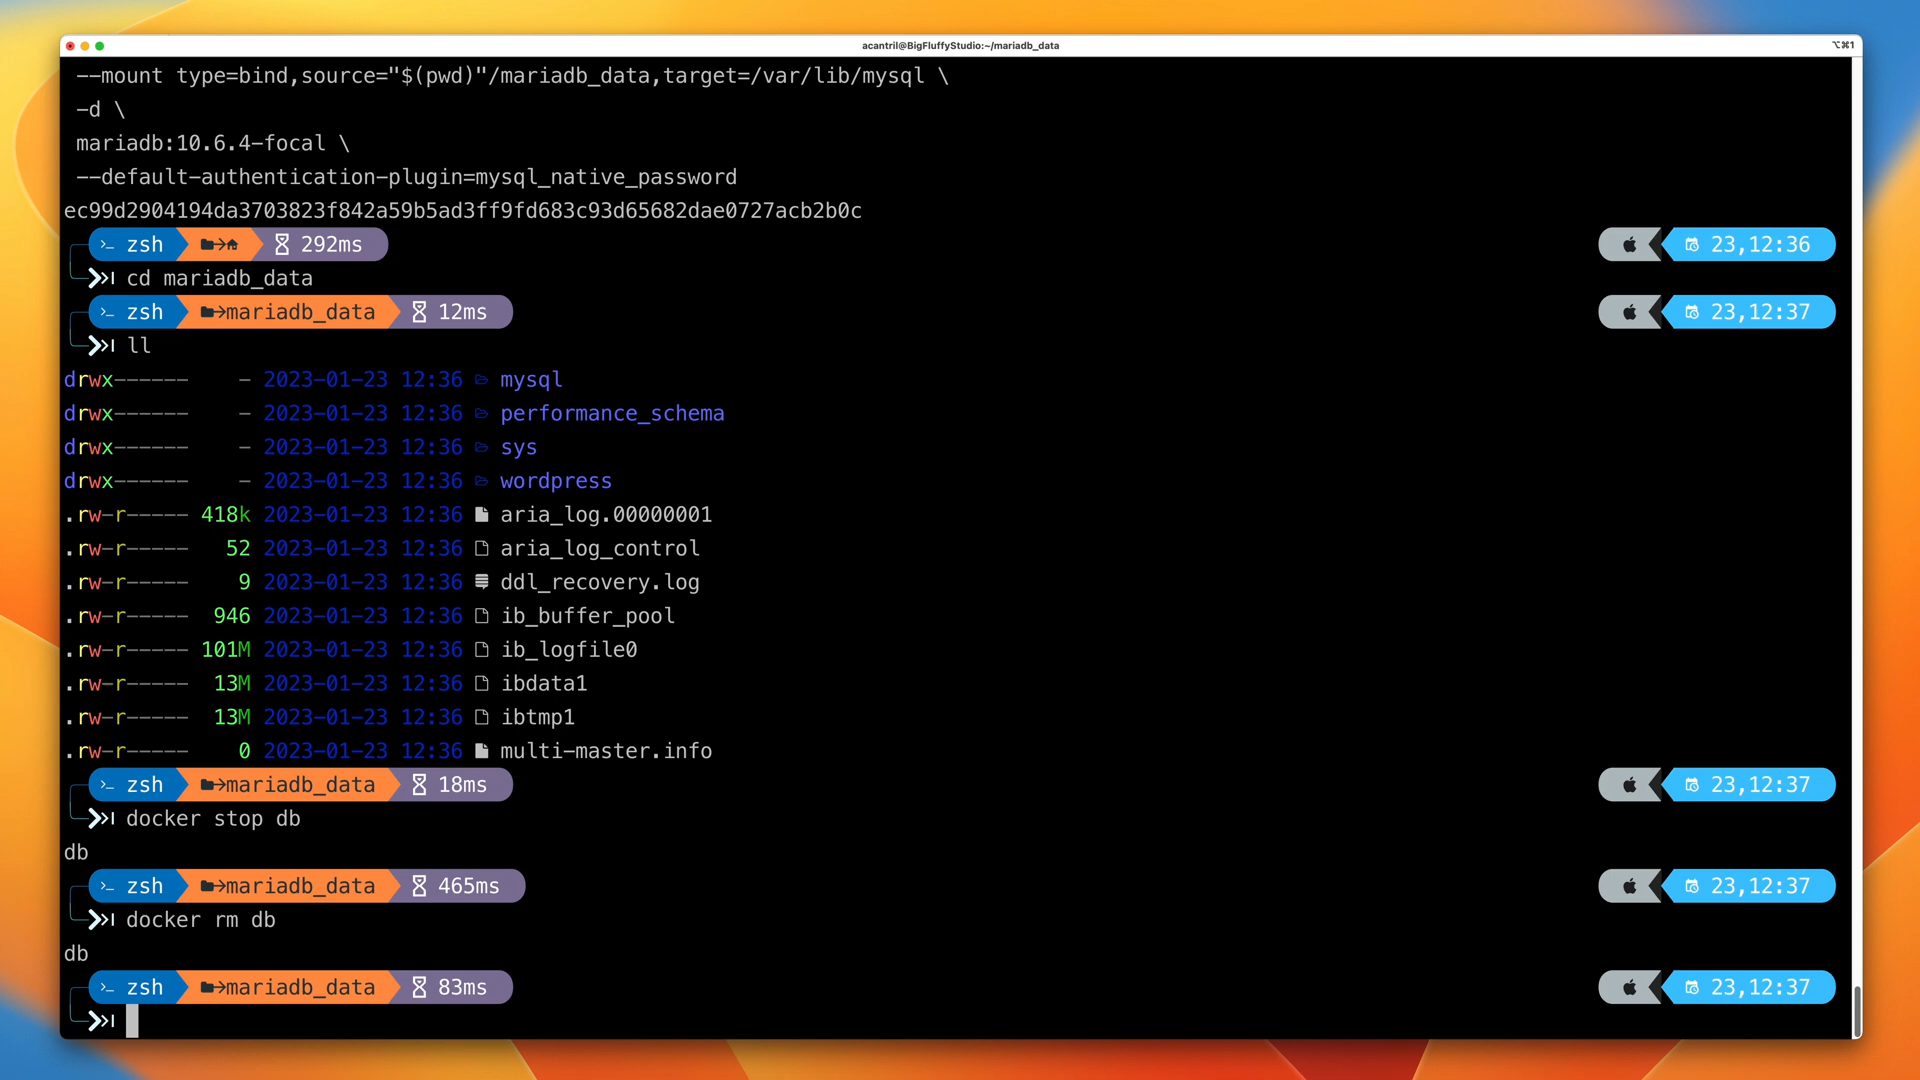 acantril@BigFluffyStudio:~/mariadb_data
⌥⌘1
--mount type=bind,source="$(pwd)"/mariadb_data,target=/var/lib/mysql \
-d \
mariadb:10.6.4-focal \
--default-authentication-plugin=mysql_native_password
ec99d2904194da3703823f842a59b5ad3ff9fd683c93d65682dae0727acb2b0c
zsh 292ms 23,12:36
cd mariadb_data
zsh mariadb_data 12ms 23,12:37
ll
drwx------ - 2023-01-23 12:36 mysql
drwx------ - 2023-01-23 12:36 performance_schema
drwx------ - 2023-01-23 12:36 sys
drwx------ - 2023-01-23 12:36 wordpress
.rw-r----- 418k 2023-01-23 12:36 aria_log.00000001
.rw-r----- 52 2023-01-23 12:36 aria_log_control
.rw-r----- 9 2023-01-23 12:36 ddl_recovery.log
.rw-r----- 946 2023-01-23 12:36 ib_buffer_pool
.rw-r----- 101M 2023-01-23 12:36 ib_logfile0
.rw-r----- 13M 2023-01-23 12:36 ibdata1
.rw-r----- 13M 2023-01-23 12:36 ibtmp1
.rw-r----- 0 2023-01-23 12:36 multi-master.info
zsh mariadb_data 18ms 23,12:37
docker stop db
db
zsh mariadb_data 465ms 23,12:37
docker rm db
db
zsh mariadb_data 83ms 23,12:37